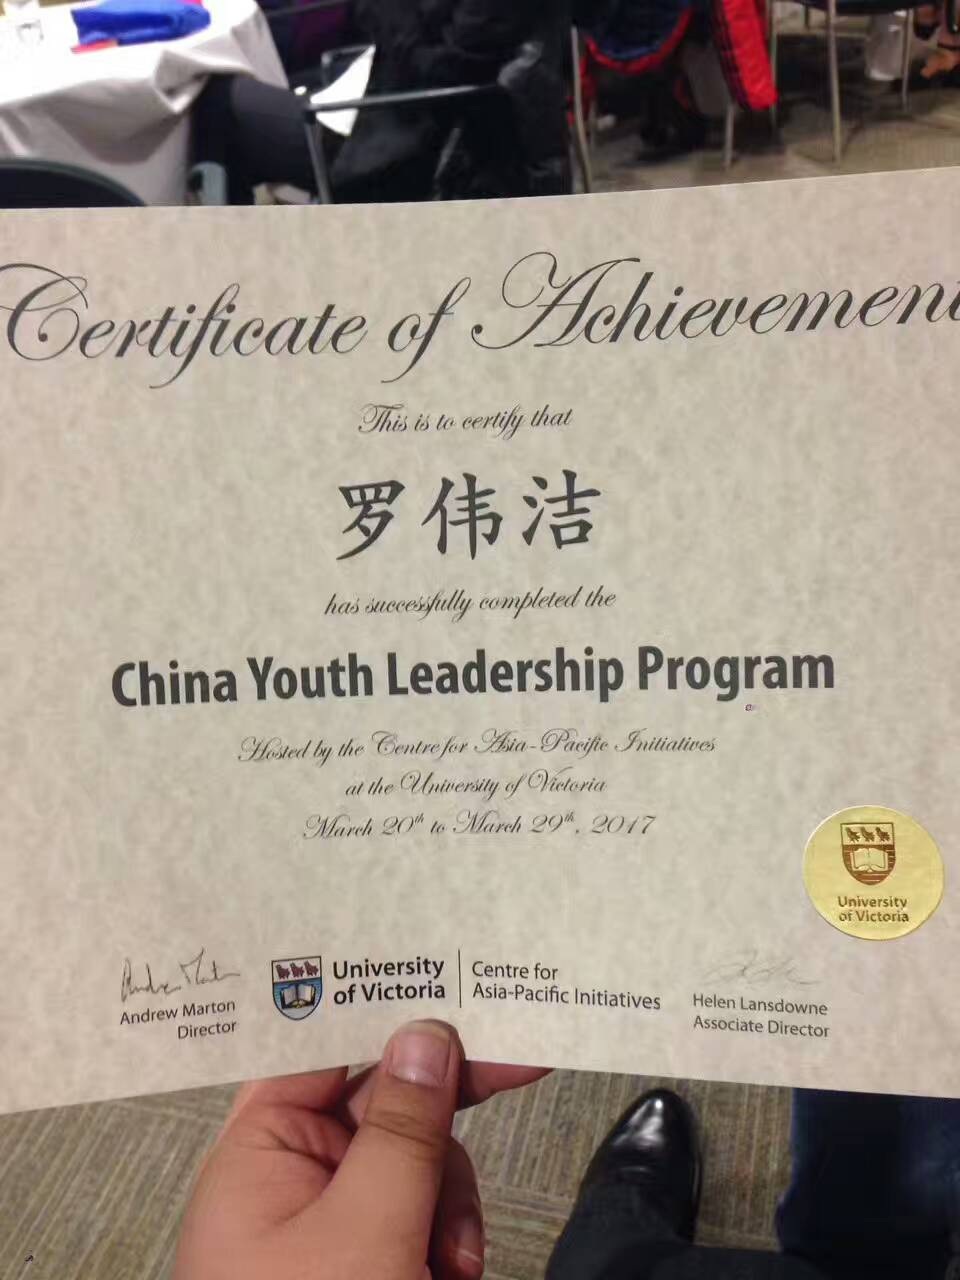 Certificate of Achievement
This is to certify that
罗伟洁
has successfully completed the
China Youth Leadership Program
Hosted by the Centre for Asia-Pacific Initiatives
at the University of Victoria
March 20th to March 29th, 2017
University
of Victoria
Andrew Marton
Director
University
of Victoria
Centre for
Asia-Pacific Initiatives
Helen Lansdowne
Associate Director